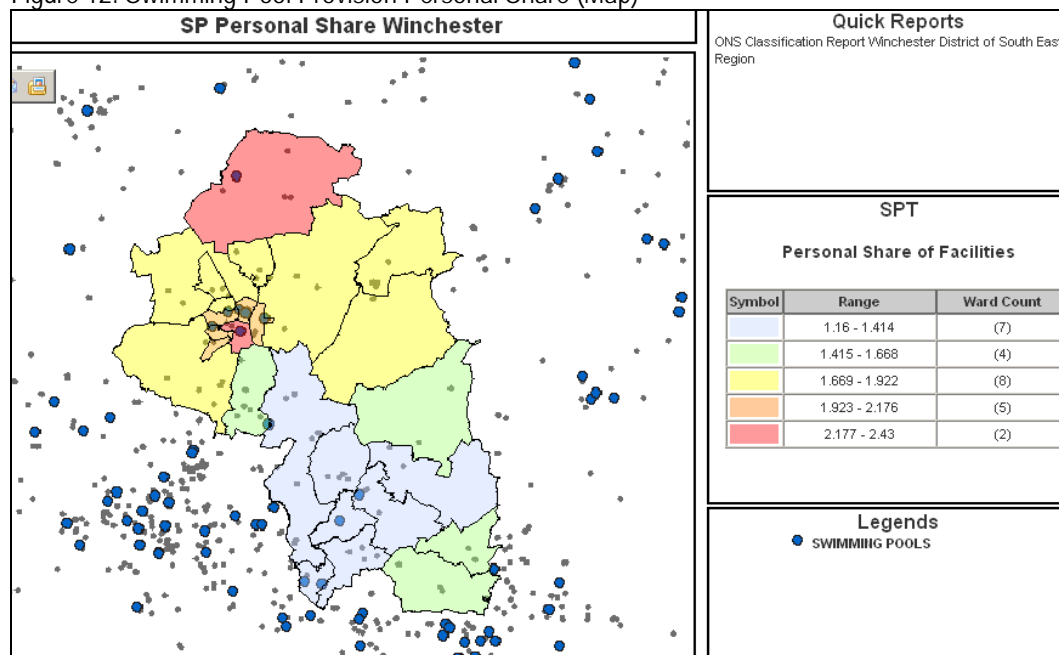 Figure 12: Swimming Pool Provision Personal Share (Map)
SP Personal Share Winchester
Quick Reports
ONS Classification Report Winchester District of South East
Region
SPT
Personal Share of Facilities
Symbol Range Ward Count
1.16 - 1.414 (7)
1.415 - 1.668 (4)
1.669 - 1.922 (8)
1.923 - 2.176 (5)
2.177 - 2.43 (2)
Legends
SWIMMING POOLS